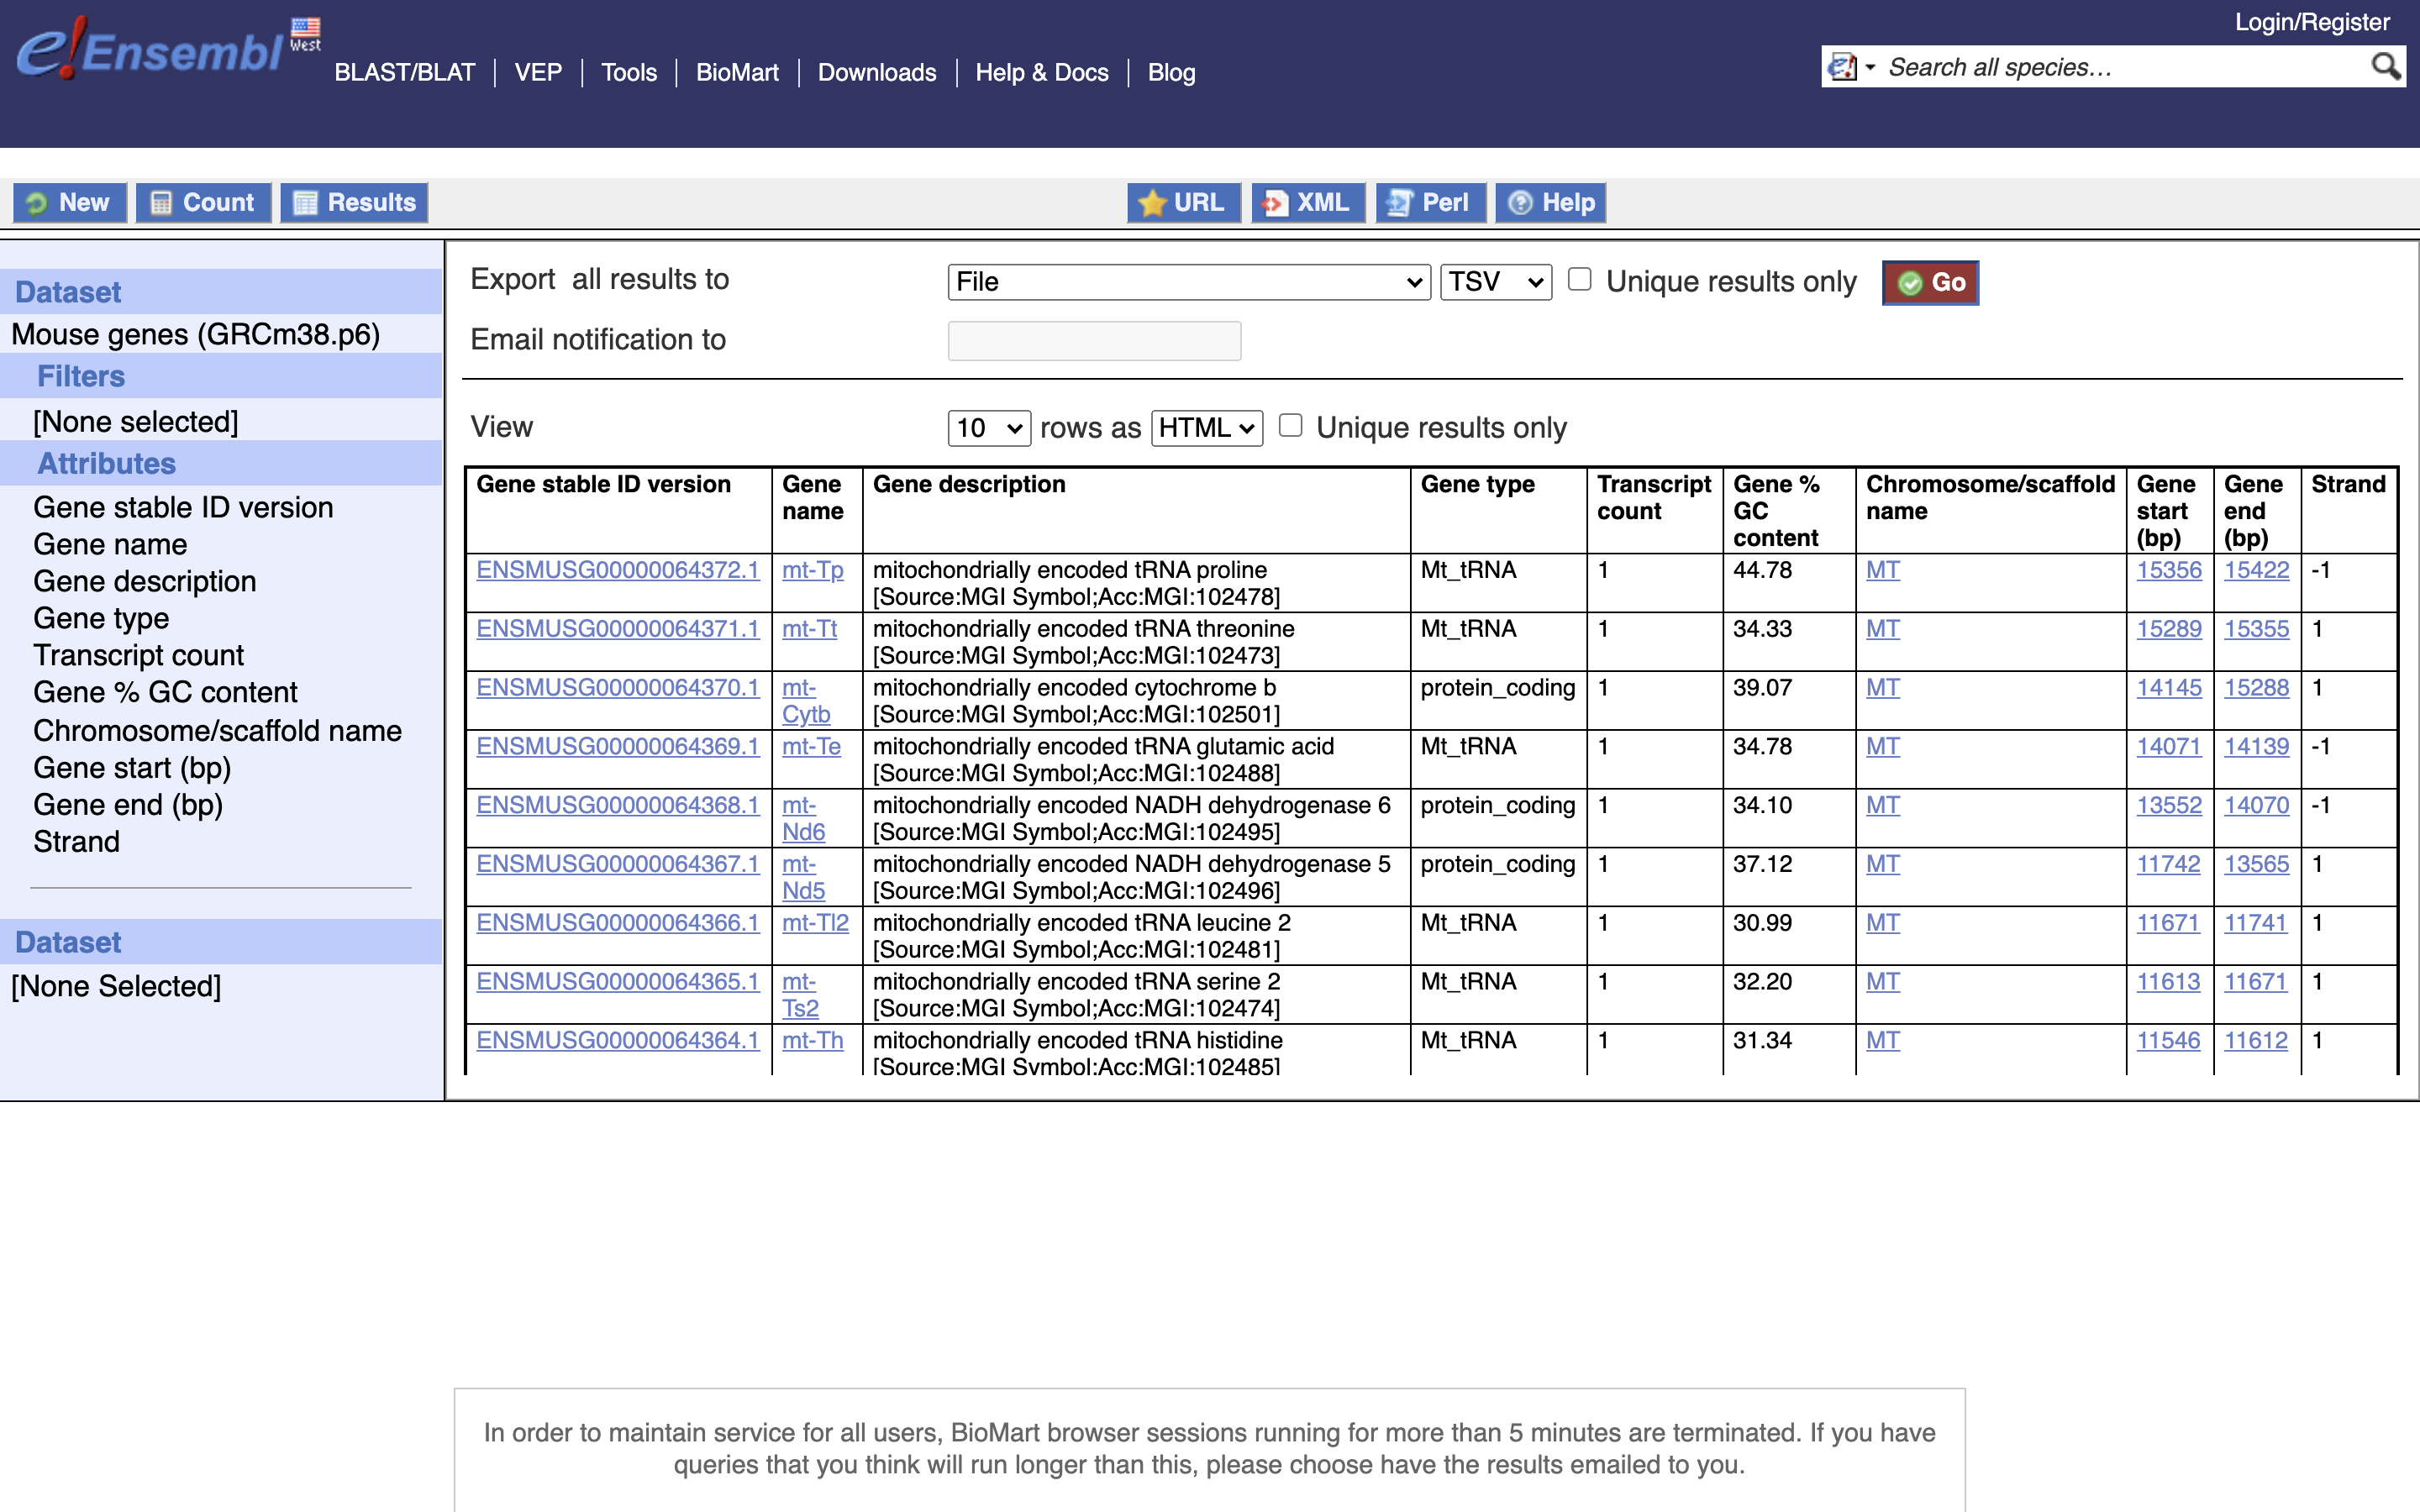 e!Ensembl West
Login/Register
BLAST/BLAT | VEP | Tools | BioMart | Downloads | Help & Docs | Blog
Search all species...
New Count Results URL XML Perl Help
Dataset
Mouse genes (GRCm38.p6)
Filters
[None selected]
Attributes
Gene stable ID version
Gene name
Gene description
Gene type
Transcript count
Gene % GC content
Chromosome/scaffold name
Gene start (bp)
Gene end (bp)
Strand
Dataset
[None Selected]
Export all results to File TSV Unique results only Go
Email notification to
View 10 rows as HTML Unique results only
Gene stable ID version Gene name Gene description Gene type Transcript count Gene % GC content Chromosome/scaffold name Gene start (bp) Gene end (bp) Strand
ENSMUSG00000064372.1 mt-Tp mitochondrially encoded tRNA proline Mt_tRNA 1 44.78 MT 15356 15422 -1
[Source:MGI Symbol;Acc:MGI:102478]
ENSMUSG00000064371.1 mt-Tt mitochondrially encoded tRNA threonine Mt_tRNA 1 34.33 MT 15289 15355 1
[Source:MGI Symbol;Acc:MGI:102473]
ENSMUSG00000064370.1 mt- mitochondrially encoded cytochrome b protein_coding 1 39.07 MT 14145 15288 1
Cytb [Source:MGI Symbol;Acc:MGI:102501]
ENSMUSG00000064369.1 mt-Te mitochondrially encoded tRNA glutamic acid Mt_tRNA 1 34.78 MT 14071 14139 -1
[Source:MGI Symbol;Acc:MGI:102488]
ENSMUSG00000064368.1 mt- mitochondrially encoded NADH dehydrogenase 6 protein_coding 1 34.10 MT 13552 14070 -1
Nd6 [Source:MGI Symbol;Acc:MGI:102495]
ENSMUSG00000064367.1 mt- mitochondrially encoded NADH dehydrogenase 5 protein_coding 1 37.12 MT 11742 13565 1
Nd5 [Source:MGI Symbol;Acc:MGI:102496]
ENSMUSG00000064366.1 mt-Tl2 mitochondrially encoded tRNA leucine 2 Mt_tRNA 1 30.99 MT 11671 11741 1
[Source:MGI Symbol;Acc:MGI:102481]
ENSMUSG00000064365.1 mt- mitochondrially encoded tRNA serine 2 Mt_tRNA 1 32.20 MT 11613 11671 1
Ts2 [Source:MGI Symbol;Acc:MGI:102474]
ENSMUSG00000064364.1 mt-Th mitochondrially encoded tRNA histidine Mt_tRNA 1 31.34 MT 11546 11612 1
[Source:MGI Symbol;Acc:MGI:102485]
In order to maintain service for all users, BioMart browser sessions running for more than 5 minutes are terminated. If you have
queries that you think will run longer than this, please choose have the results emailed to you.